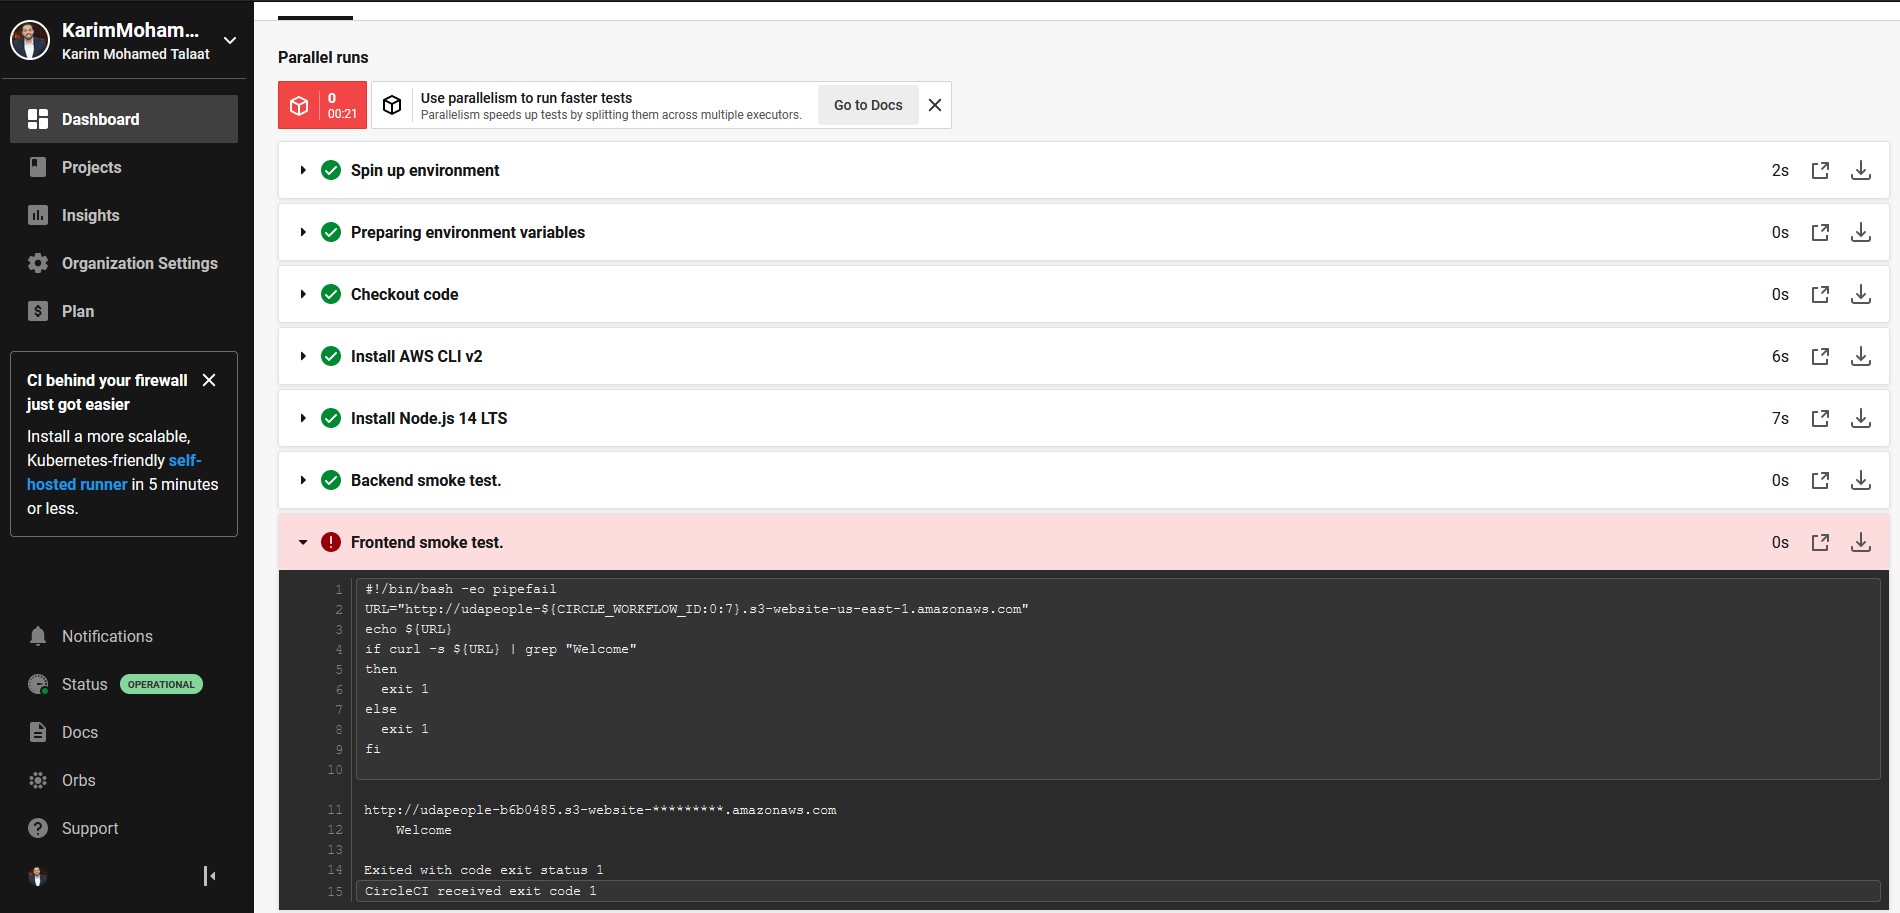 KarimMoham...
Karim Mohamed Talaat
Dashboard
Projects
Insights
Organization Settings
Plan
CI behind your firewall
just got easier
Install a more scalable,
Kubernetes-friendly self-
hosted runner in 5 minutes
or less.
Notifications
Status OPERATIONAL
Docs
Orbs
Support
Parallel runs
0
00:21
Use parallelism to run faster tests
Parallelism speeds up tests by splitting them across multiple executors.
Go to Docs
Spin up environment 2s
Preparing environment variables 0s
Checkout code 0s
Install AWS CLI v2 6s
Install Node.js 14 LTS 7s
Backend smoke test. 0s
Frontend smoke test. 0s
1 #!/bin/bash -eo pipefail
2 URL="http://udapeople-${CIRCLE_WORKFLOW_ID:0:7}.s3-website-us-east-1.amazonaws.com"
3 echo ${URL}
4 if curl -s ${URL} | grep "Welcome"
5 then
6 exit 1
7 else
8 exit 1
9 fi
10
11 http://udapeople-b6b0485.s3-website-*********.amazonaws.com
12 Welcome
13
14 Exited with code exit status 1
15 CircleCI received exit code 1